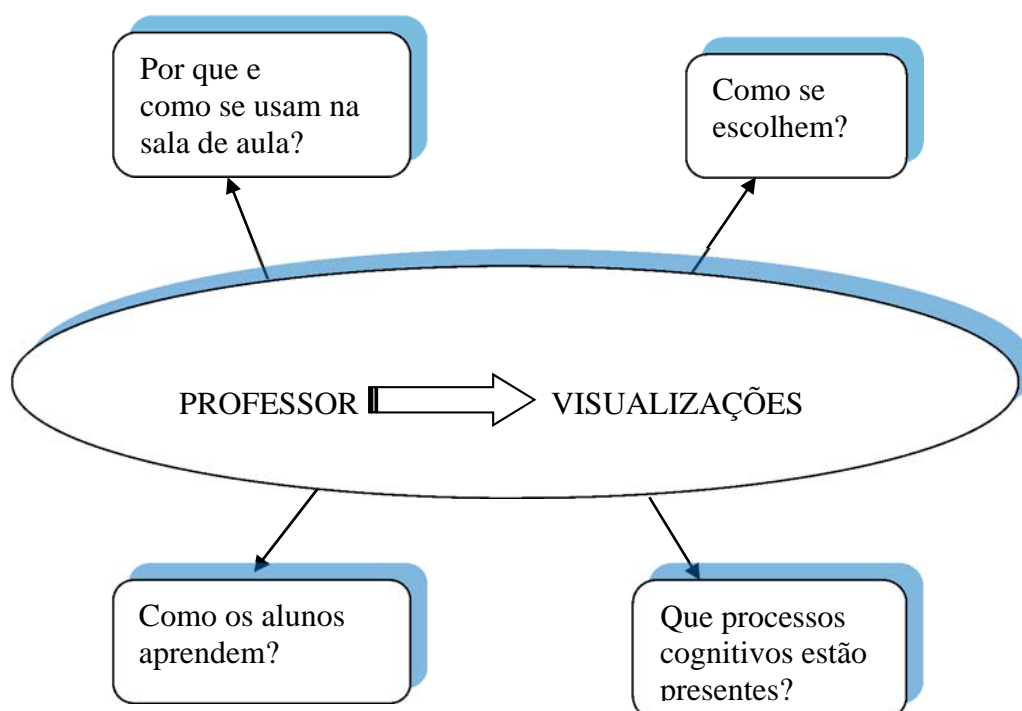 Por que e
como se usam na
sala de aula?
Como se
escolhem?
PROFESSOR
VISUALIZAÇÕES
Como os alunos
aprendem?
Que processos
cognitivos estão
presentes?